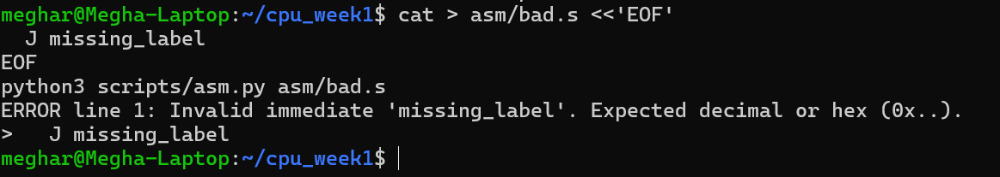 meghar@Megha-Laptop:~/cpu_week1$ cat > asm/bad.s <<'EOF'
  J missing_label
EOF
python3 scripts/asm.py asm/bad.s
ERROR line 1: Invalid immediate 'missing_label'. Expected decimal or hex (0x..).
>   J missing_label
meghar@Megha-Laptop:~/cpu_week1$